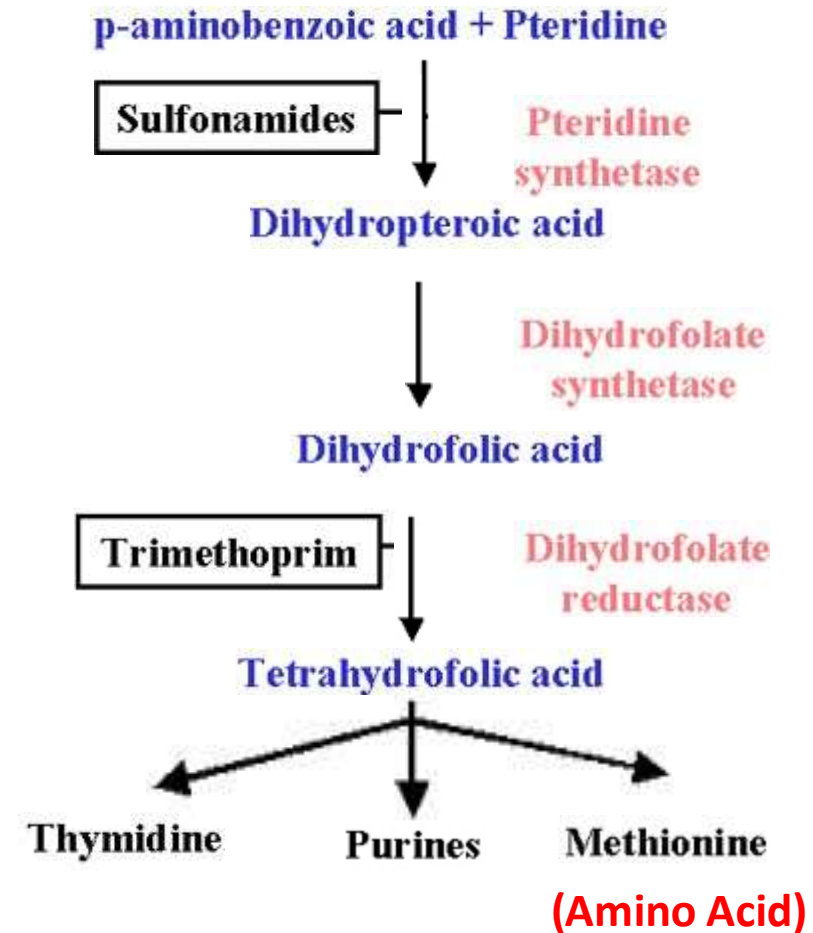 p-aminobenzoic acid + Pteridine
Sulfonamides
Pteridine
synthetase
Dihydropteroic acid
Dihydrofolate
synthetase
Dihydrofolic acid
Trimethoprim
Dihydrofolate
reductase
Tetrahydrofolic acid
Thymidine
Purines
Methionine
(Amino Acid)